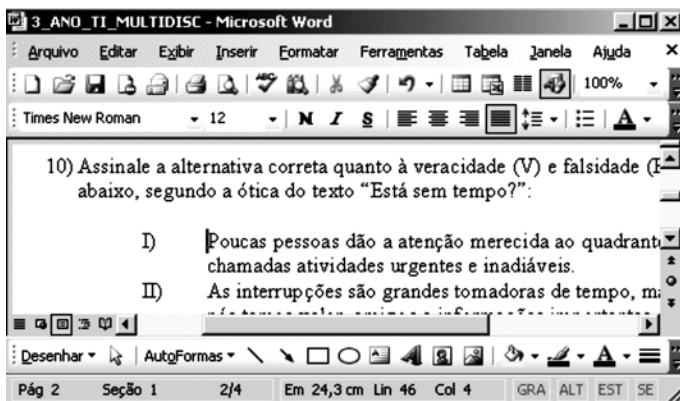 3_ANO_TI_MULTIDISC - Microsoft Word
Arquivo Editar Exibir Inserir Formatar Ferramentas Tabela Janela Ajuda
100%
Times New Roman 12 N I S A
10) Assinale a alternativa correta quanto à veracidade (V) e falsidade (F
abaixo, segundo a ótica do texto “Está sem tempo?”:
I) Poucas pessoas dão a atenção merecida ao quadrant
chamadas atividades urgentes e inadiáveis.
II) As interrupções são grandes tomadoras de tempo, ma
Desenhar AutoFormas
Pág 2 Seção 1 2/4 Em 24,3 cm Lin 46 Col 4 GRA ALT EST SE